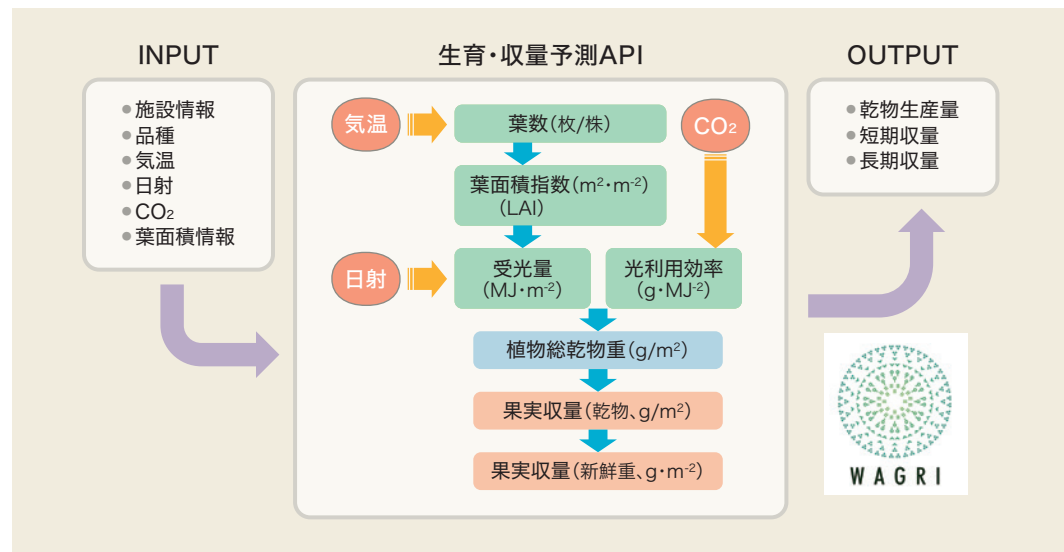 INPUT
●施設情報
●品種
●気温
●日射
●CO₂
●葉面積情報
生育・収量予測API
気温
葉数(枚/株)
CO₂
葉面積指数(m²・m⁻²)
(LAI)
日射
受光量
(MJ・m⁻²)
光利用効率
(g・MJ⁻²)
植物総乾物重(g/m²)
果実収量(乾物、g/m²)
果実収量(新鮮重、g・m⁻²)
OUTPUT
●乾物生産量
●短期収量
●長期収量
WAGRI